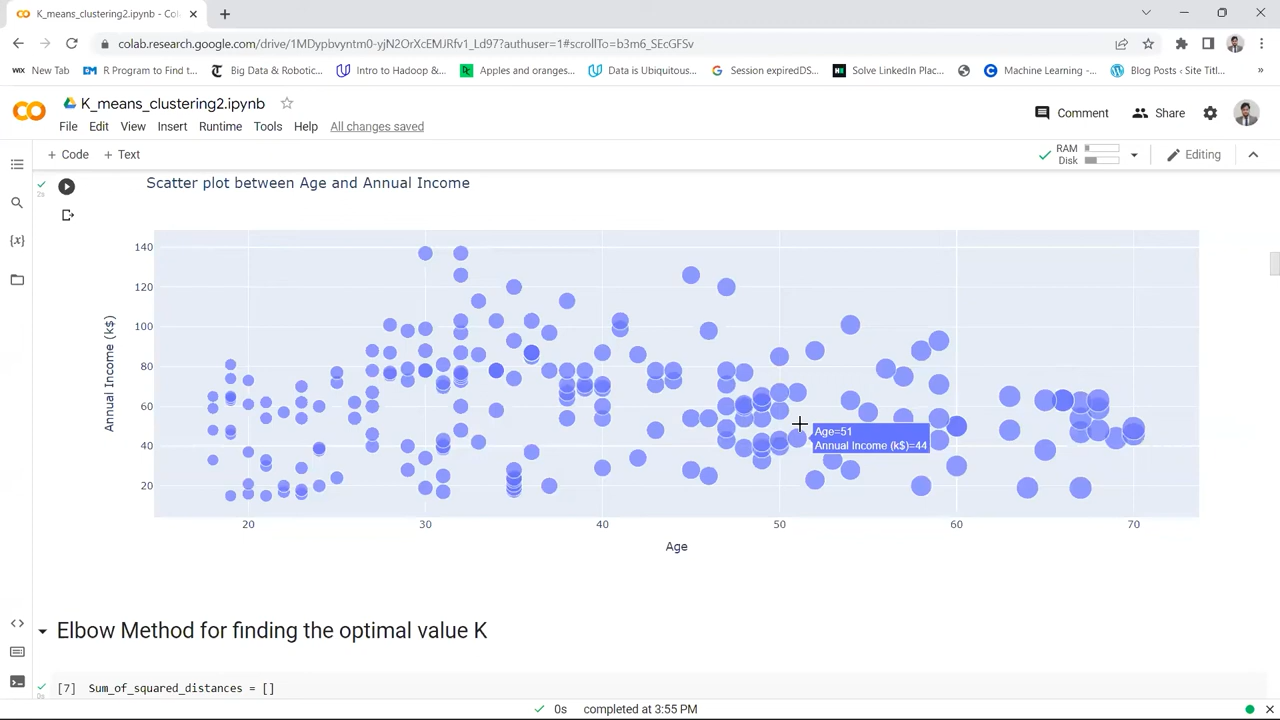 K_means_clustering2.ipynb - Col
colab.research.google.com/drive/1MDypbvyntm0-yjN2OrXcEMJRfv1_Ld97?authuser=1#scrollTo=b3m6_SEcGFSv
WiX New Tab
R Program to Find t...
Big Data & Robotic...
Intro to Hadoop &...
Apples and oranges...
Data is Ubiquitous...
Session expiredDS...
Solve LinkedIn Plac...
Machine Learning -...
Blog Posts ‹ Site Titl...
K_means_clustering2.ipynb
File Edit View Insert Runtime Tools Help All changes saved
Comment Share
+ Code + Text
RAM
Disk
Editing
2s
Scatter plot between Age and Annual Income
140
120
100
80
60
40
20
Annual Income (k$)
Age=51
Annual Income (k$)=44
20 30 40 50 60 70
Age
Elbow Method for finding the optimal value K
[7] Sum_of_squared_distances = []
0s
0s completed at 3:55 PM